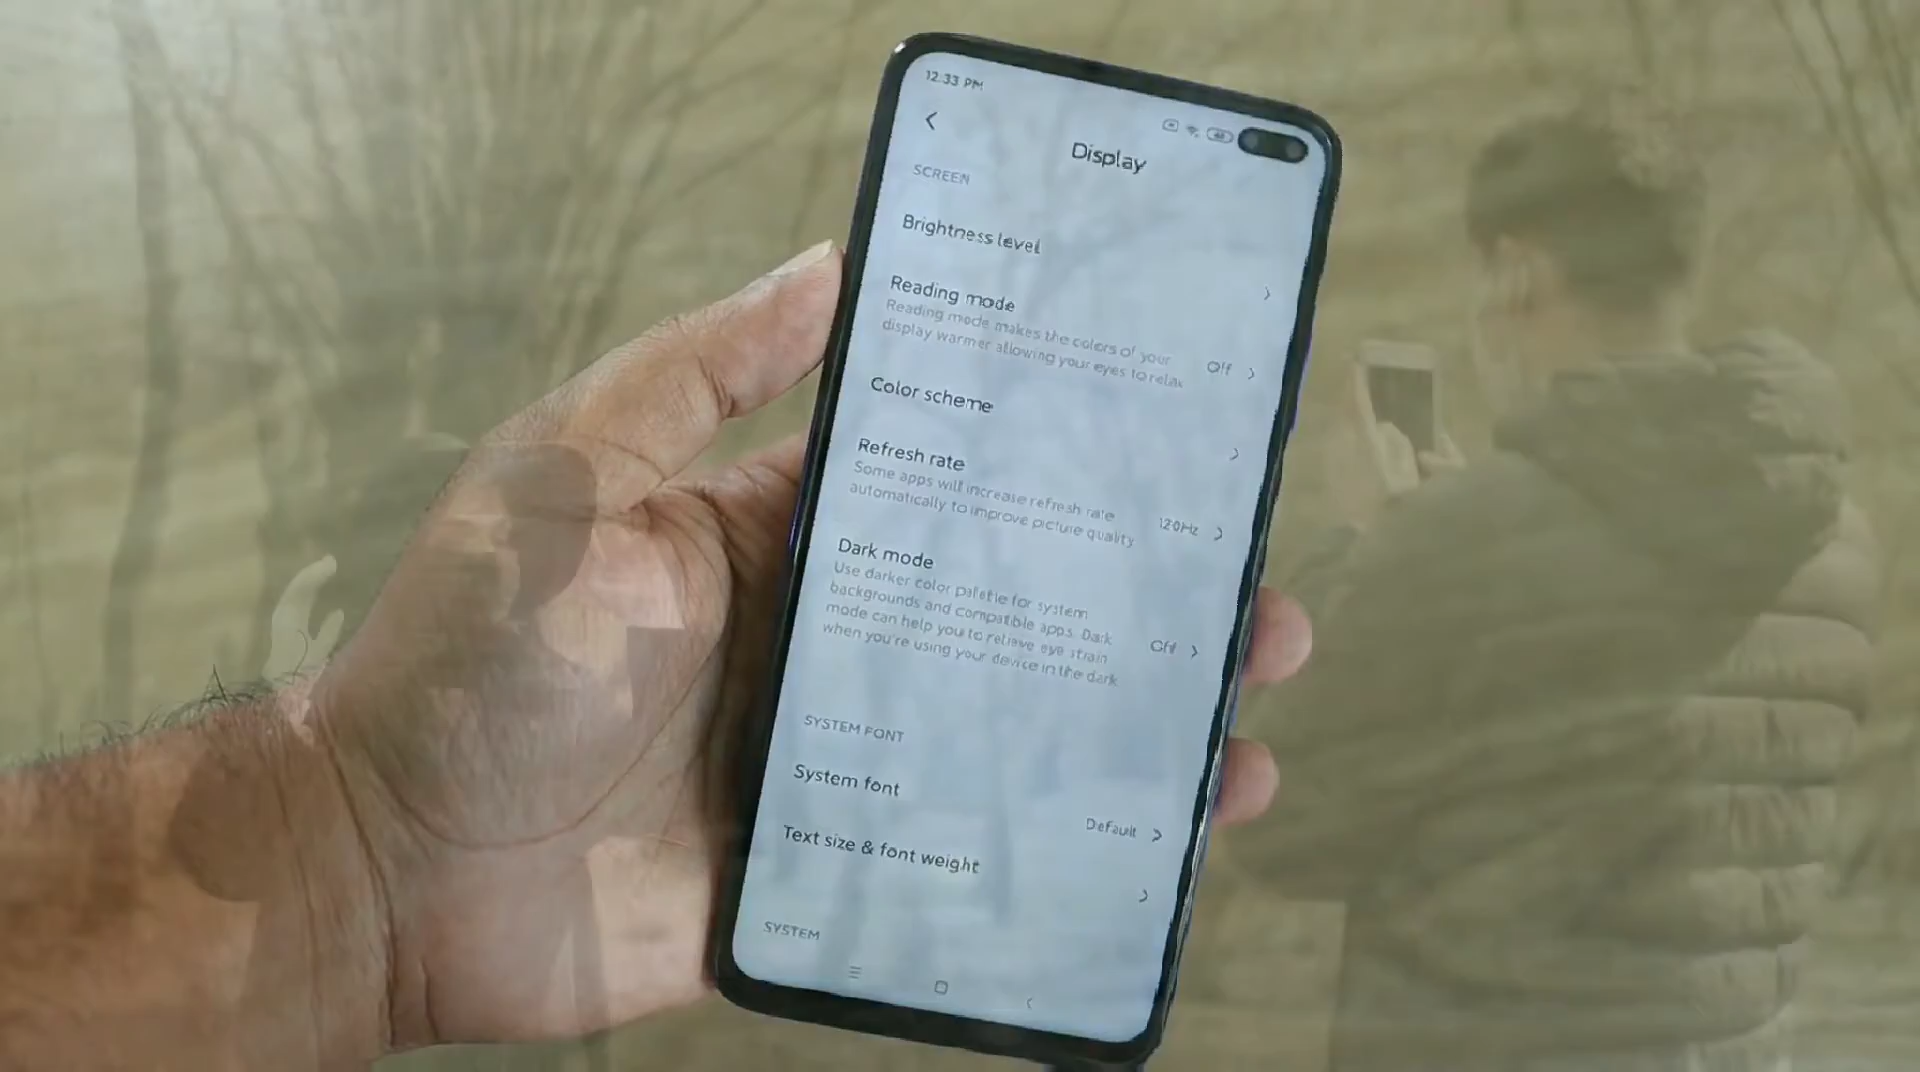 12:33 PM
Display
SCREEN
Brightness level
Reading mode
Reading mode makes the colors of your
display warmer allowing your eyes to relax
Off
Color scheme
Refresh rate
Some apps will increase refresh rate
automatically to improve picture quality
120Hz
Dark mode
Use darker color palette for system
backgrounds and compatible apps. Dark
mode can help you to relieve eye strain
when you're using your device in the dark
Off
SYSTEM FONT
System font
Default
Text size & font weight
SYSTEM